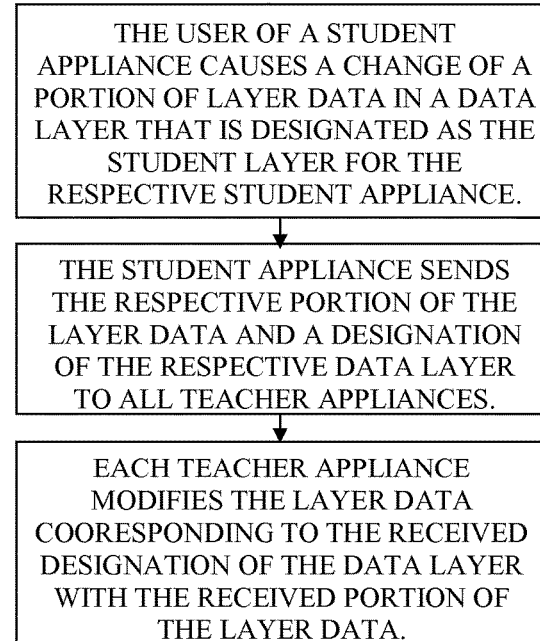 THE USER OF A STUDENT
APPLIANCE CAUSES A CHANGE OF A
PORTION OF LAYER DATA IN A DATA
LAYER THAT IS DESIGNATED AS THE
STUDENT LAYER FOR THE
RESPECTIVE STUDENT APPLIANCE.
THE STUDENT APPLIANCE SENDS
THE RESPECTIVE PORTION OF THE
LAYER DATA AND A DESIGNATION
OF THE RESPECTIVE DATA LAYER
TO ALL TEACHER APPLIANCES.
EACH TEACHER APPLIANCE
MODIFIES THE LAYER DATA
COORESPONDING TO THE RECEIVED
DESIGNATION OF THE DATA LAYER
WITH THE RECEIVED PORTION OF
THE LAYER DATA.